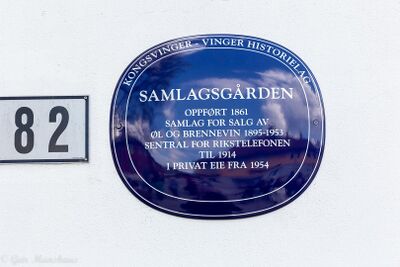 KONGSVINGER - VINGER HISTORIELAG
SAMLAGSGÅRDEN
OPPFØRT 1861
SAMLAG FOR SALG AV
ØL OG BRENNEVIN 1895-1953
SENTRAL FOR RIKSTELEFONEN
TIL 1914
I PRIVAT EIE FRA 1954
82